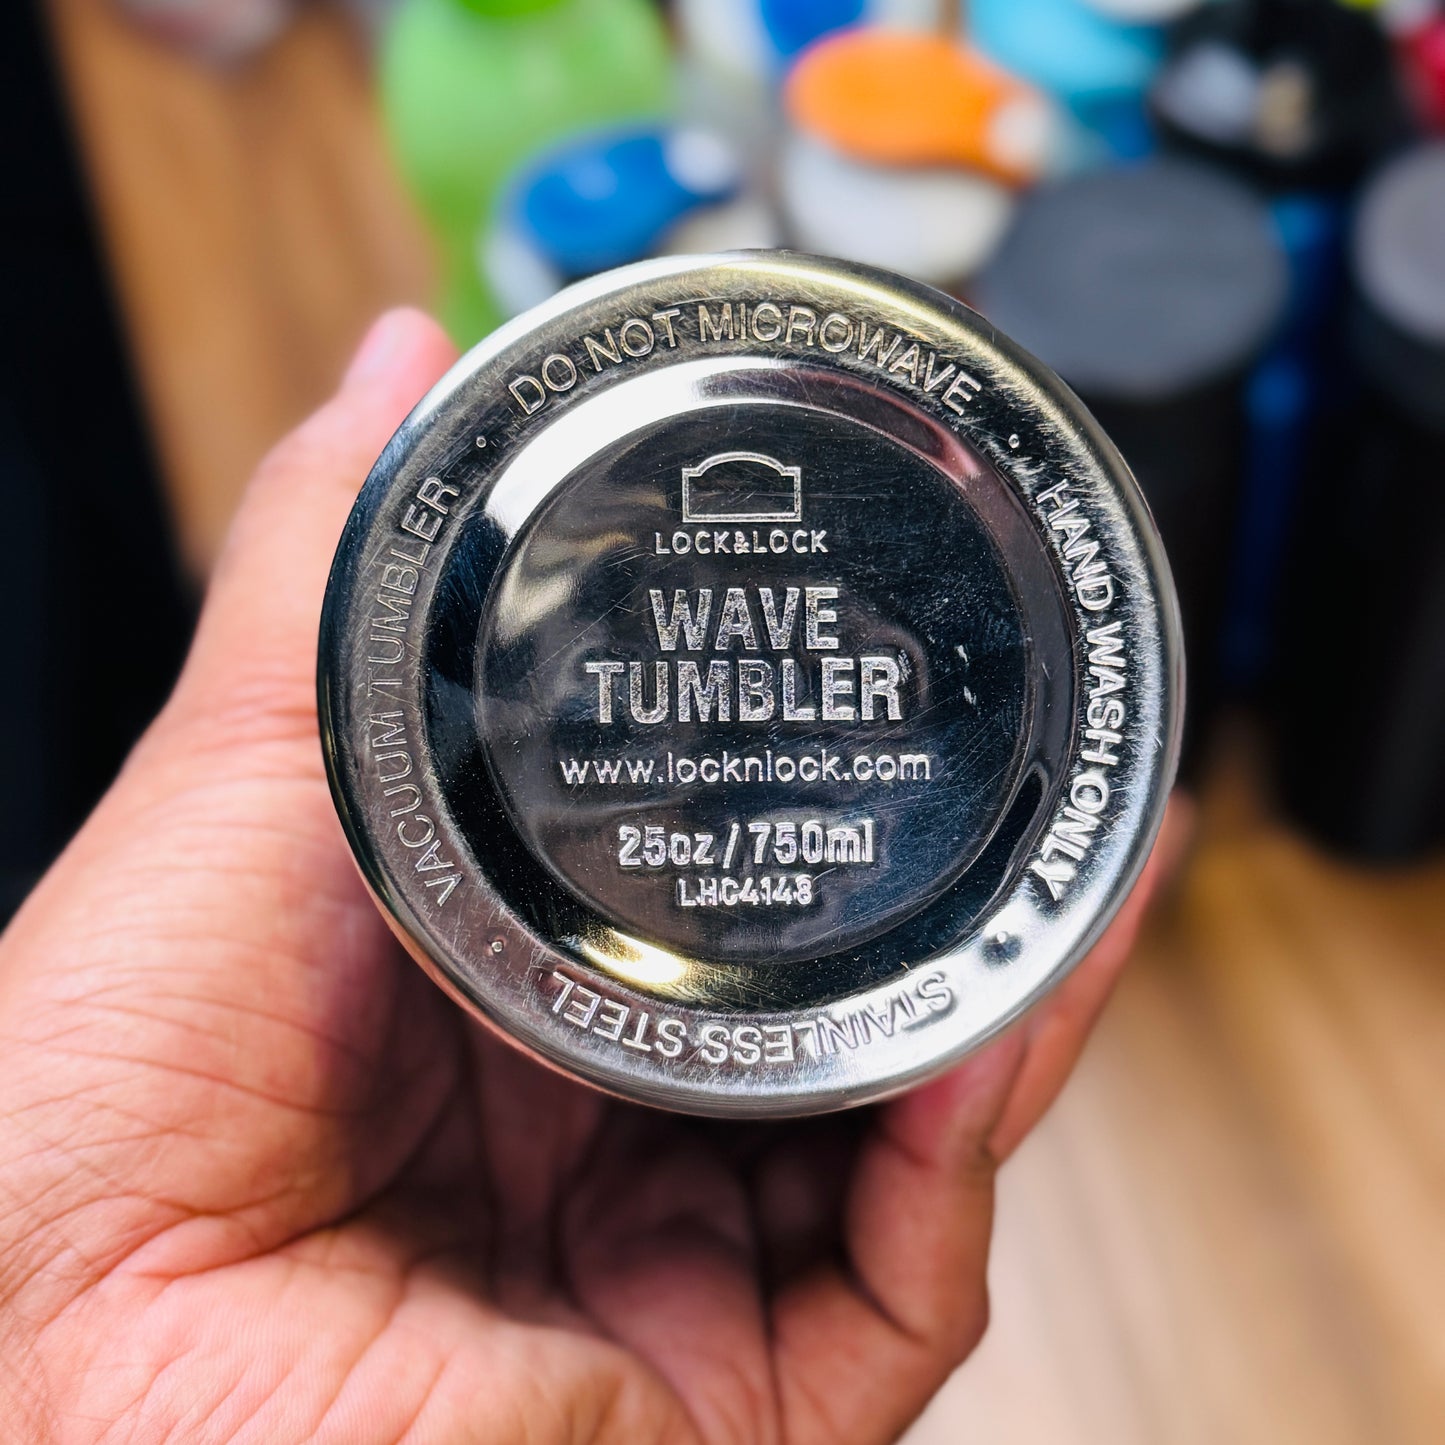 DO NOT MICROWAVE
HAND WASH ONLY
STAINLESS STEEL
VACUUM TUMBLER
LOCK&LOCK
WAVE
TUMBLER
www.locknlock.com
25oz/750ml
LHC4148